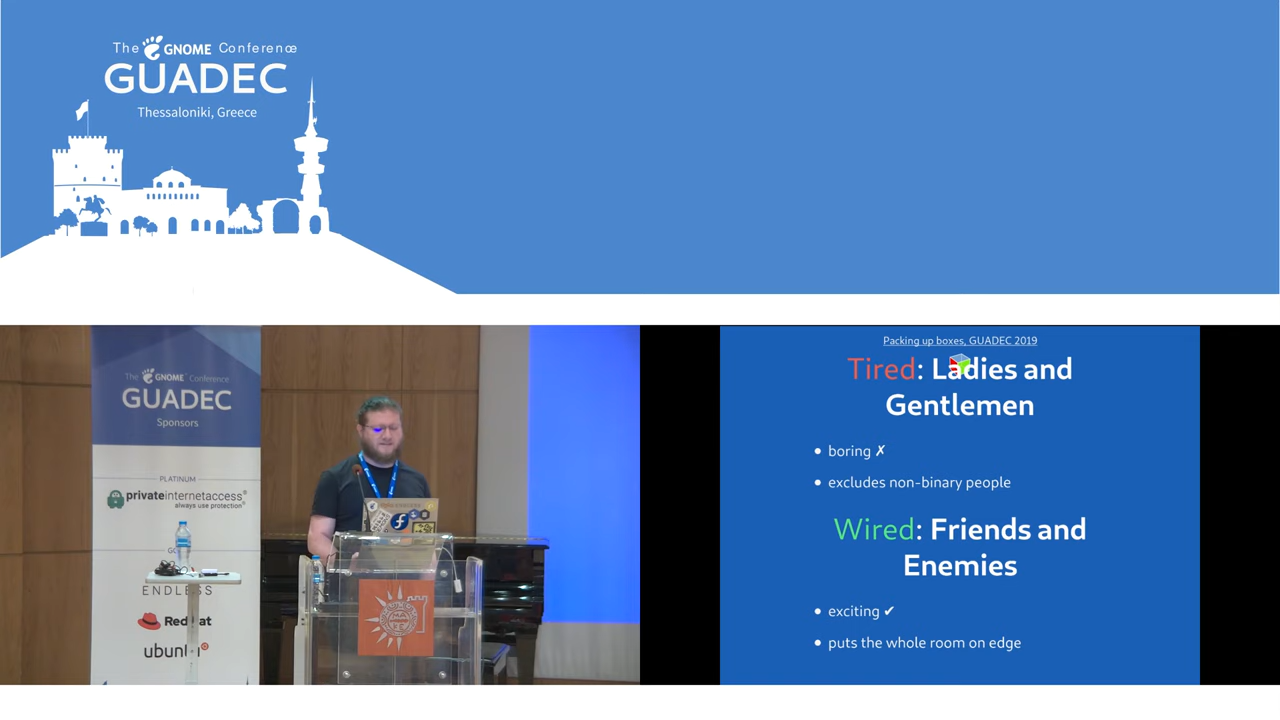 The GNOME Conference
GUADEC
Thessaloniki, Greece
The GNOME Conference
GUADEC
Sponsors
PLATINUM
privateinternetaccess®
always use protection®
ENDLESS
Red Hat
ubuntu
Packing up boxes, GUADEC 2019
Tired: Ladies and
Gentlemen
• boring ✗
• excludes non-binary people
Wired: Friends and
Enemies
• exciting ✔
• puts the whole room on edge